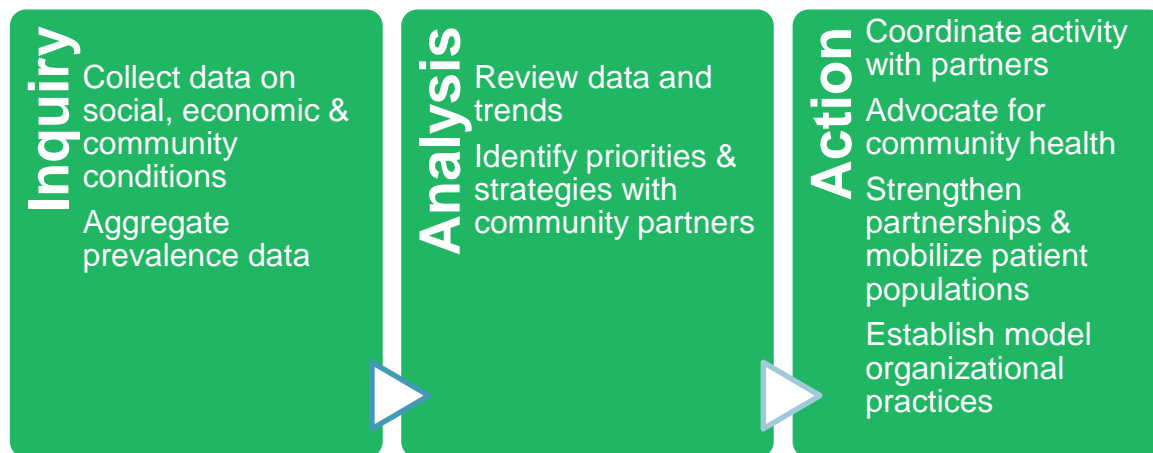 Inquiry
Collect data on
social, economic &
community
conditions
Aggregate
prevalence data
Analysis
Review data and
trends
Identify priorities &
strategies with
community partners
Action
Coordinate activity
with partners
Advocate for
community health
Strengthen
partnerships &
mobilize patient
populations
Establish model
organizational
practices